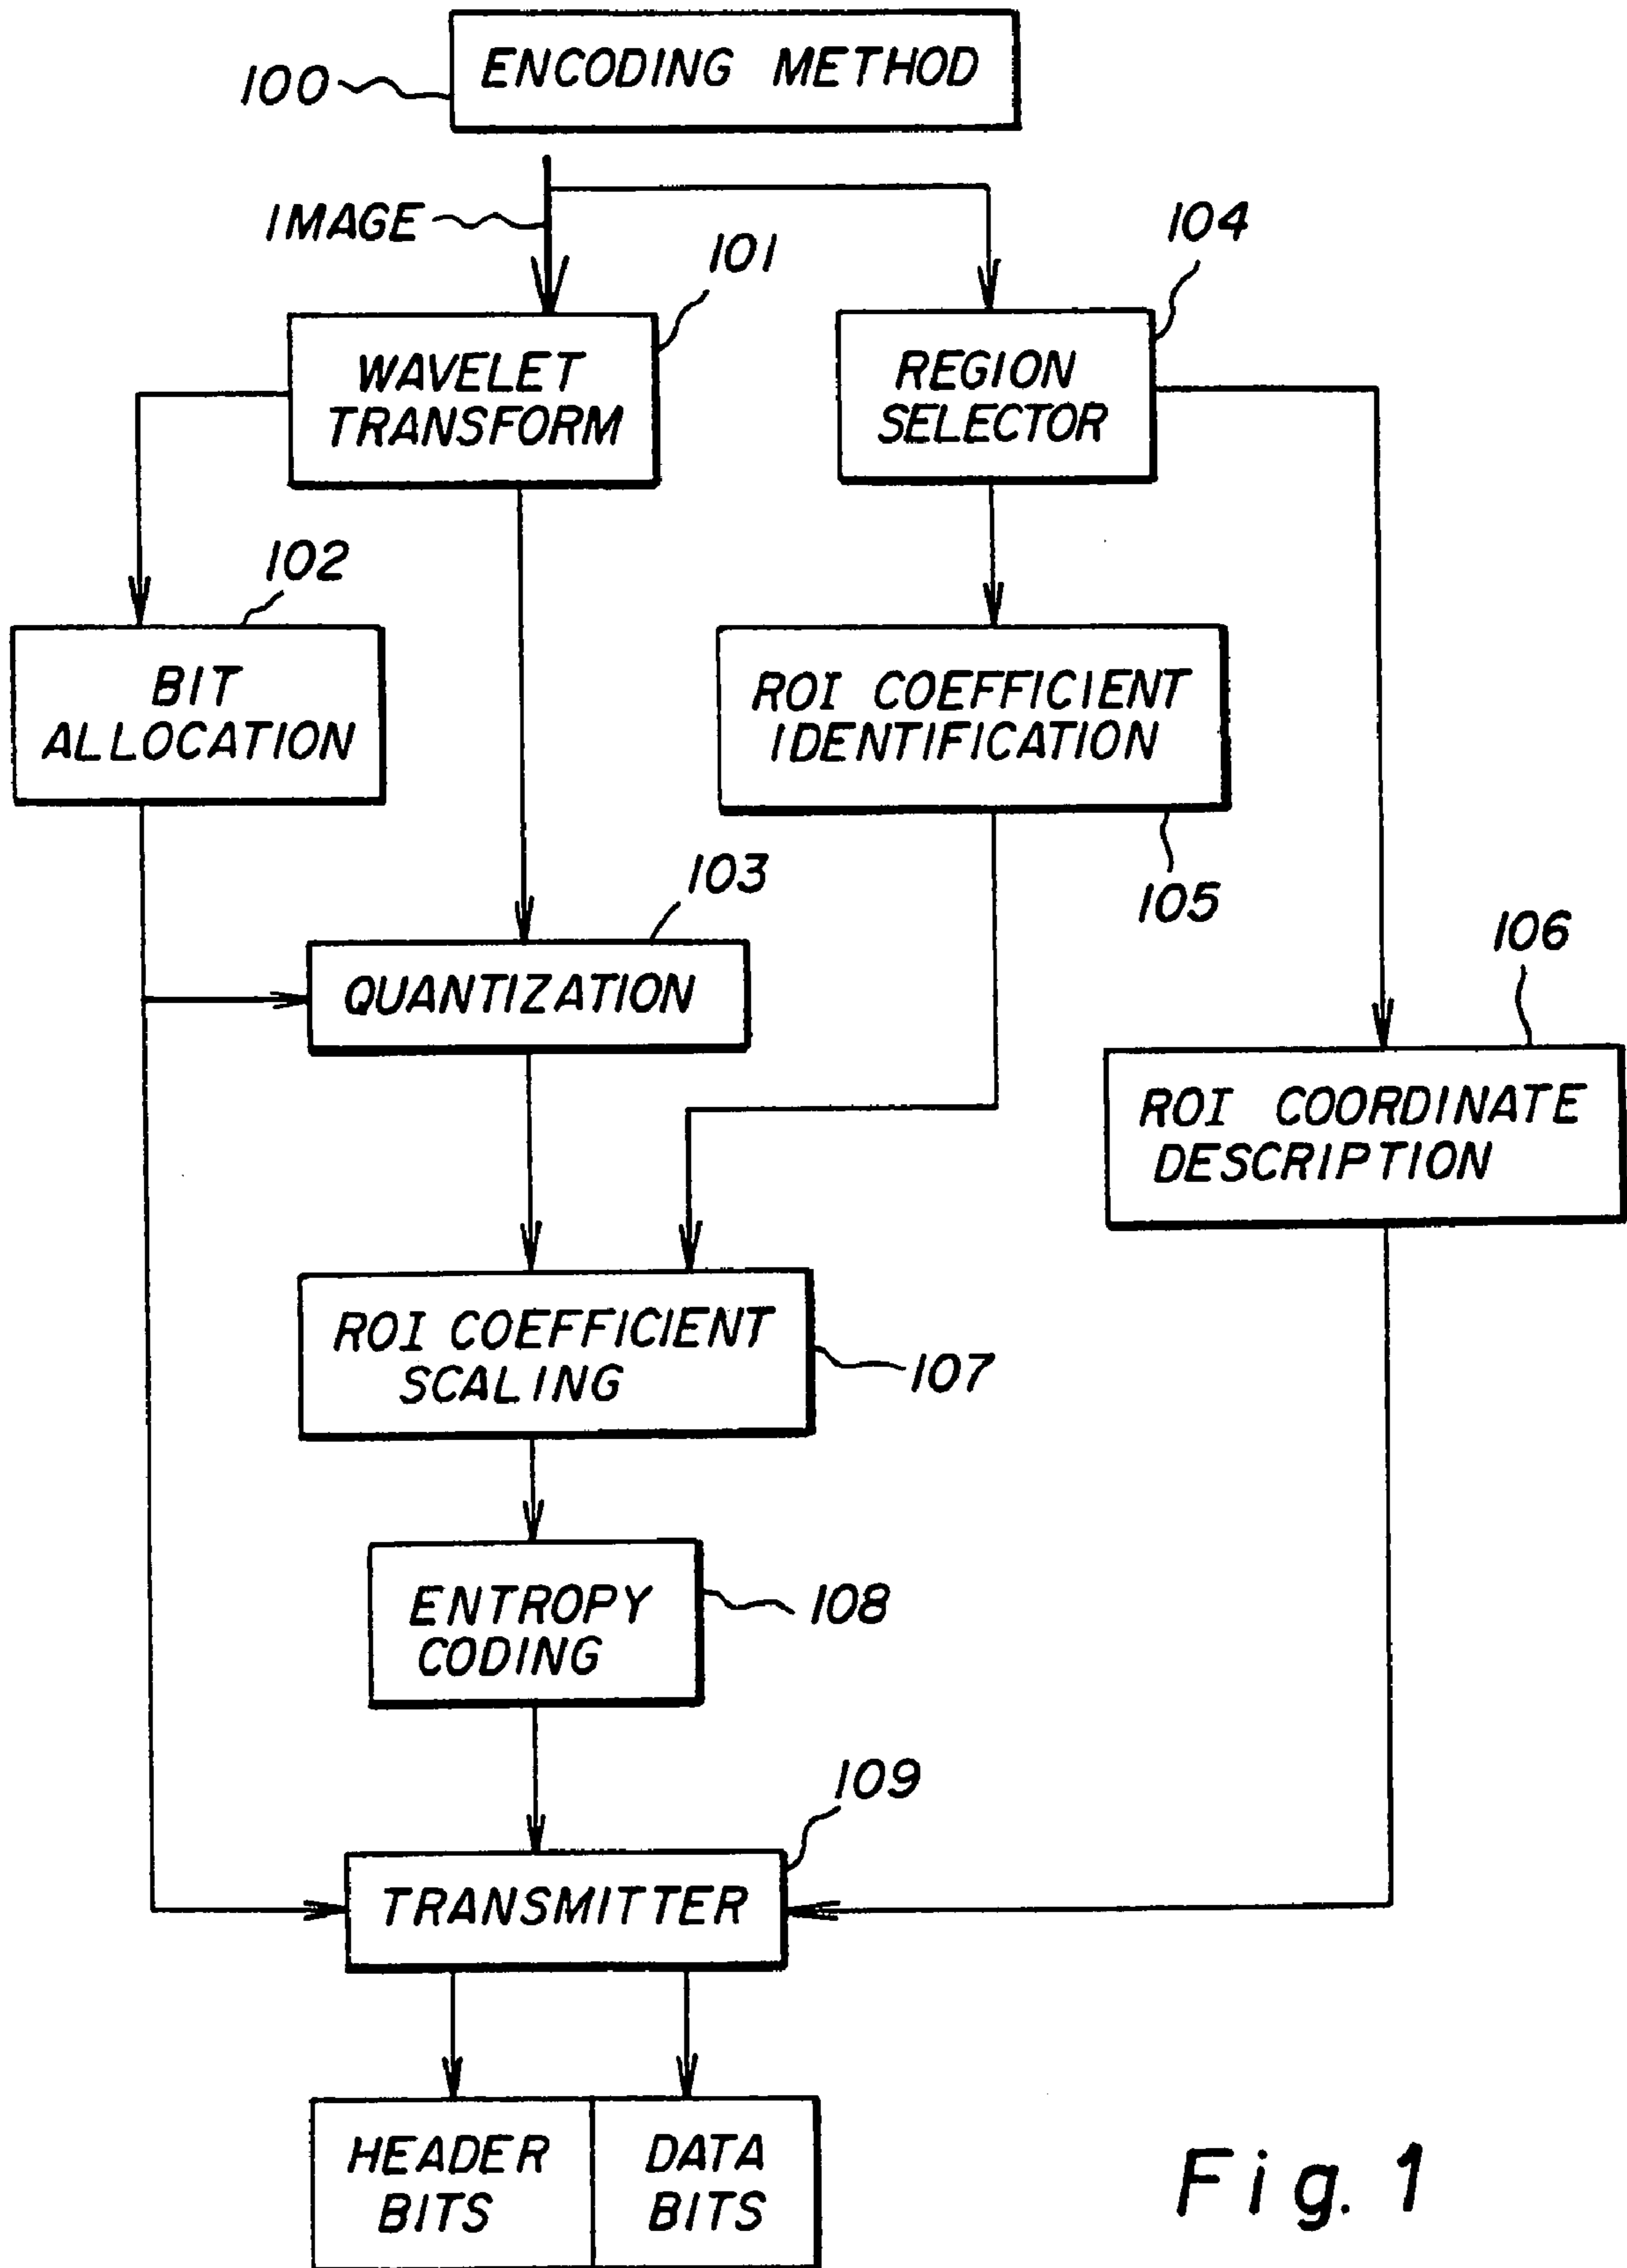 ENCODING METHOD
100
IMAGE
101
104
WAVELET
TRANSFORM
REGION
SELECTOR
102
BIT
ALLOCATION
ROI COEFFICIENT
IDENTIFICATION
103
105
106
QUANTIZATION
ROI COORDINATE
DESCRIPTION
ROI COEFFICIENT
SCALING
107
ENTROPY
CODING
108
109
TRANSMITTER
HEADER
BITS
DATA
BITS
Fig. 1